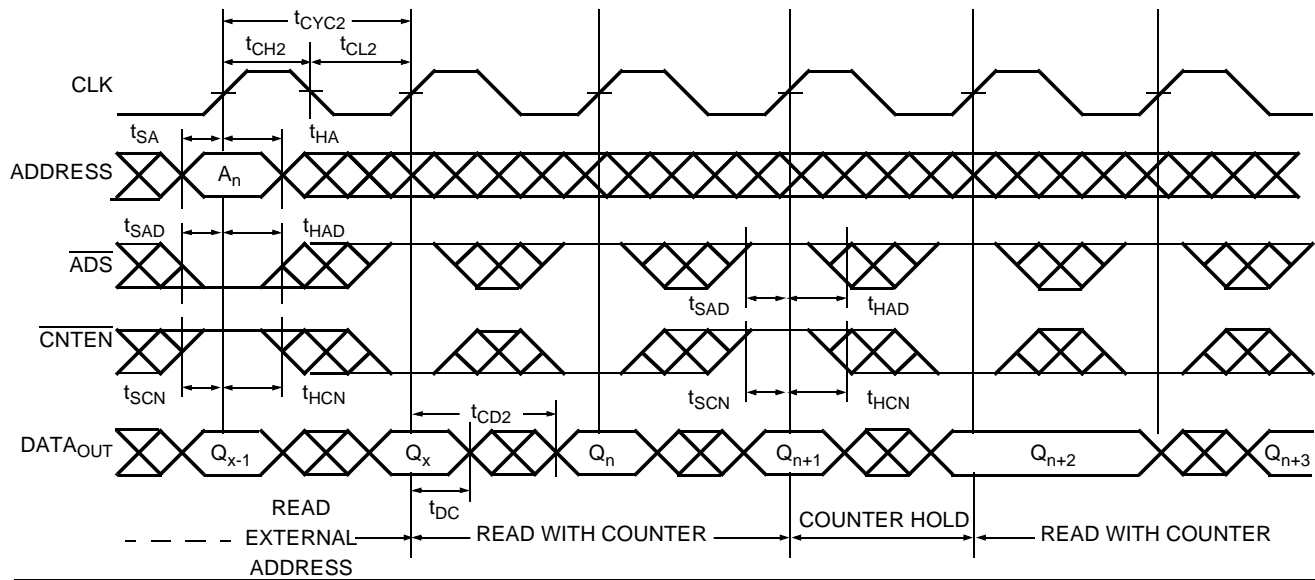 tCYC2
tCH2 tCL2
CLK
tSA tHA
ADDRESS An
tSAD tHAD
ADS
tSAD tHAD
CNTEN
tSCN tHCN tSCN tHCN
tCD2
DATAOUT Qx-1 Qx Qn Qn+1 Qn+2 Qn+3
tDC
READ
EXTERNAL
ADDRESS
READ WITH COUNTER
COUNTER HOLD
READ WITH COUNTER